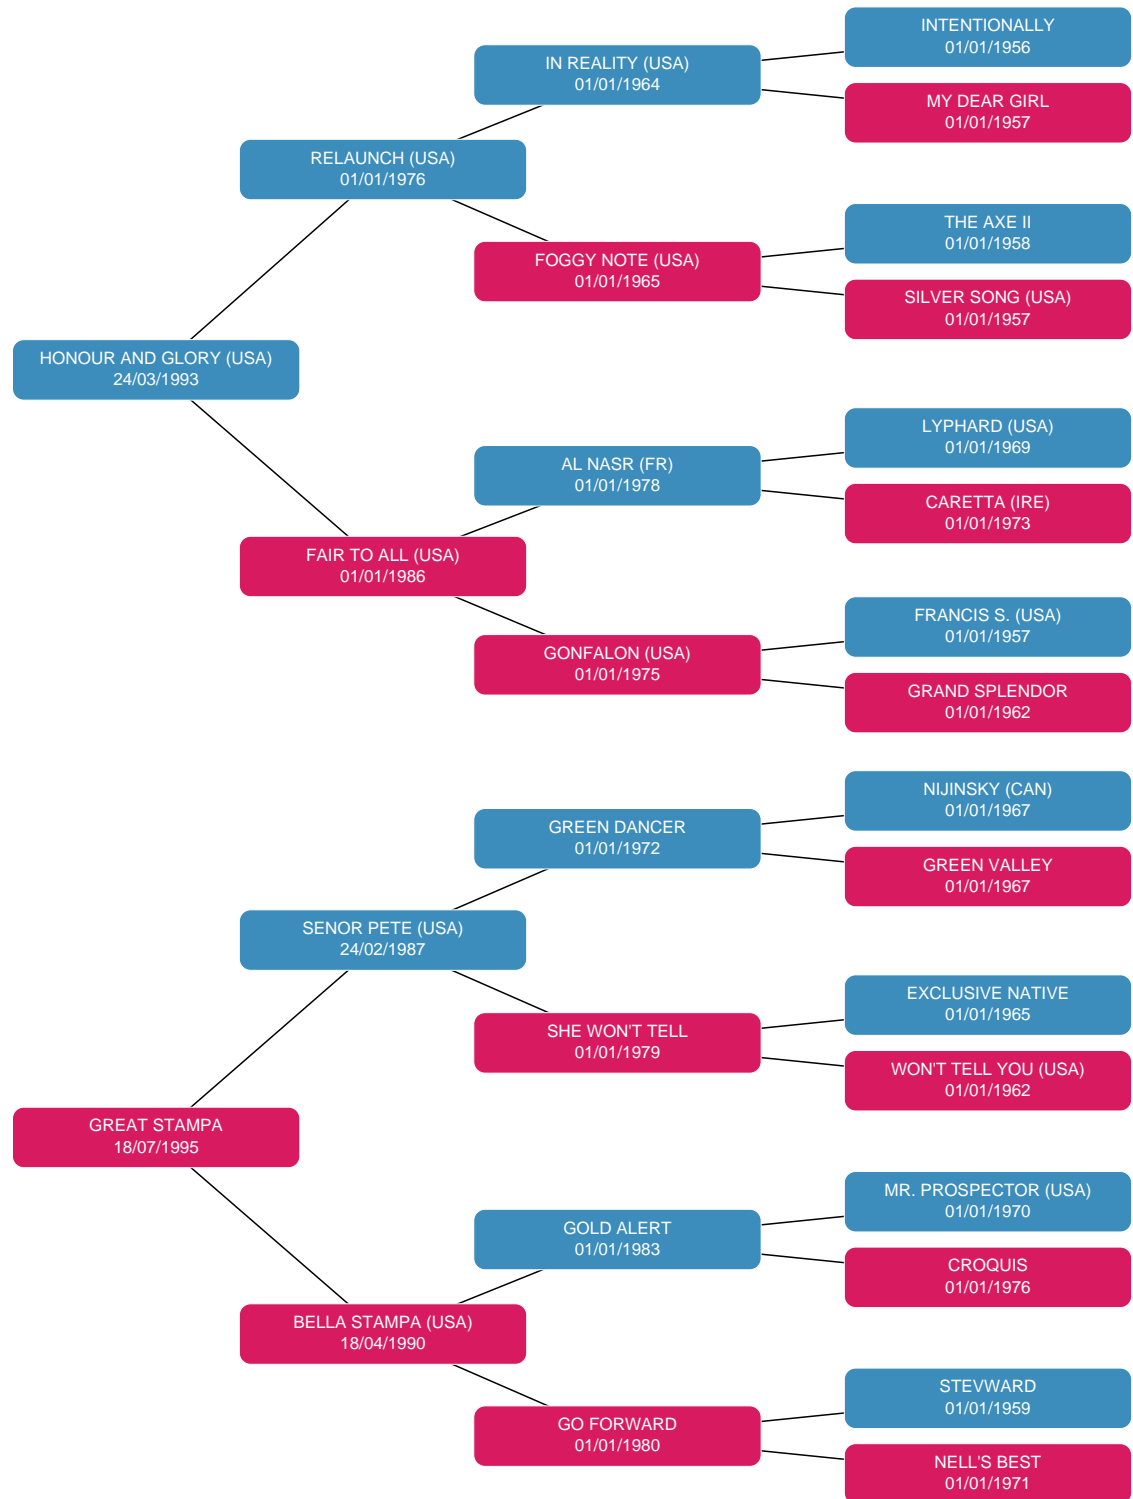 INTENTIONALLY
01/01/1956
IN REALITY (USA)
01/01/1964
MY DEAR GIRL
01/01/1957
RELAUNCH (USA)
01/01/1976
THE AXE II
01/01/1958
FOGGY NOTE (USA)
01/01/1965
SILVER SONG (USA)
01/01/1957
HONOUR AND GLORY (USA)
24/03/1993
LYPHARD (USA)
01/01/1969
AL NASR (FR)
01/01/1978
CARETTA (IRE)
01/01/1973
FAIR TO ALL (USA)
01/01/1986
FRANCIS S. (USA)
01/01/1957
GONFALON (USA)
01/01/1975
GRAND SPLENDOR
01/01/1962
NIJINSKY (CAN)
01/01/1967
GREEN DANCER
01/01/1972
GREEN VALLEY
01/01/1967
SENOR PETE (USA)
24/02/1987
EXCLUSIVE NATIVE
01/01/1965
SHE WON'T TELL
01/01/1979
WON'T TELL YOU (USA)
01/01/1962
GREAT STAMPA
18/07/1995
MR. PROSPECTOR (USA)
01/01/1970
GOLD ALERT
01/01/1983
CROQUIS
01/01/1976
BELLA STAMPA (USA)
18/04/1990
STEVWARD
01/01/1959
GO FORWARD
01/01/1980
NELL'S BEST
01/01/1971